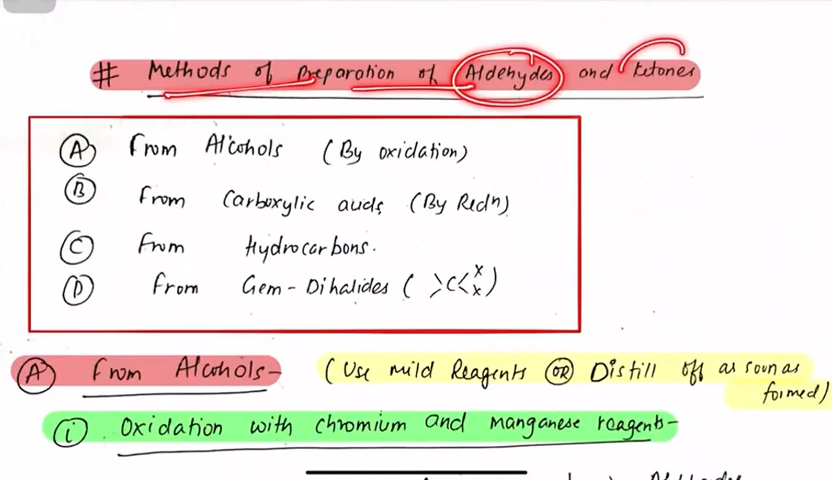 # Methods of Preparation of Aldehydes and ketones
A From Alcohols (By oxidation)
B From Carboxylic acids (By Redn)
C From Hydrocarbons.
D From Gem-Dihalides ( >C<X X )
A From Alcohols- (Use mild Reagents OR Distill off as soon as formed)
i Oxidation with chromium and manganese reagents-